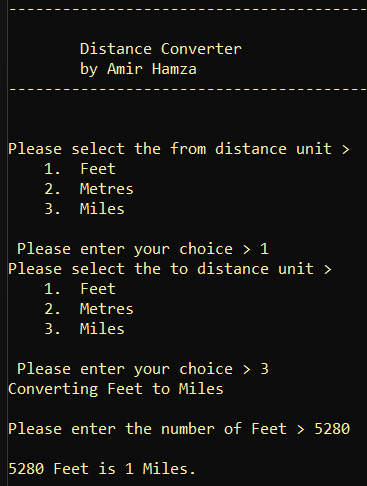 ----------------------------------------
Distance Converter
by Amir Hamza
----------------------------------------
Please select the from distance unit >
1.  Feet
2.  Metres
3.  Miles
Please enter your choice > 1
Please select the to distance unit >
1.  Feet
2.  Metres
3.  Miles
Please enter your choice > 3
Converting Feet to Miles
Please enter the number of Feet > 5280
5280 Feet is 1 Miles.